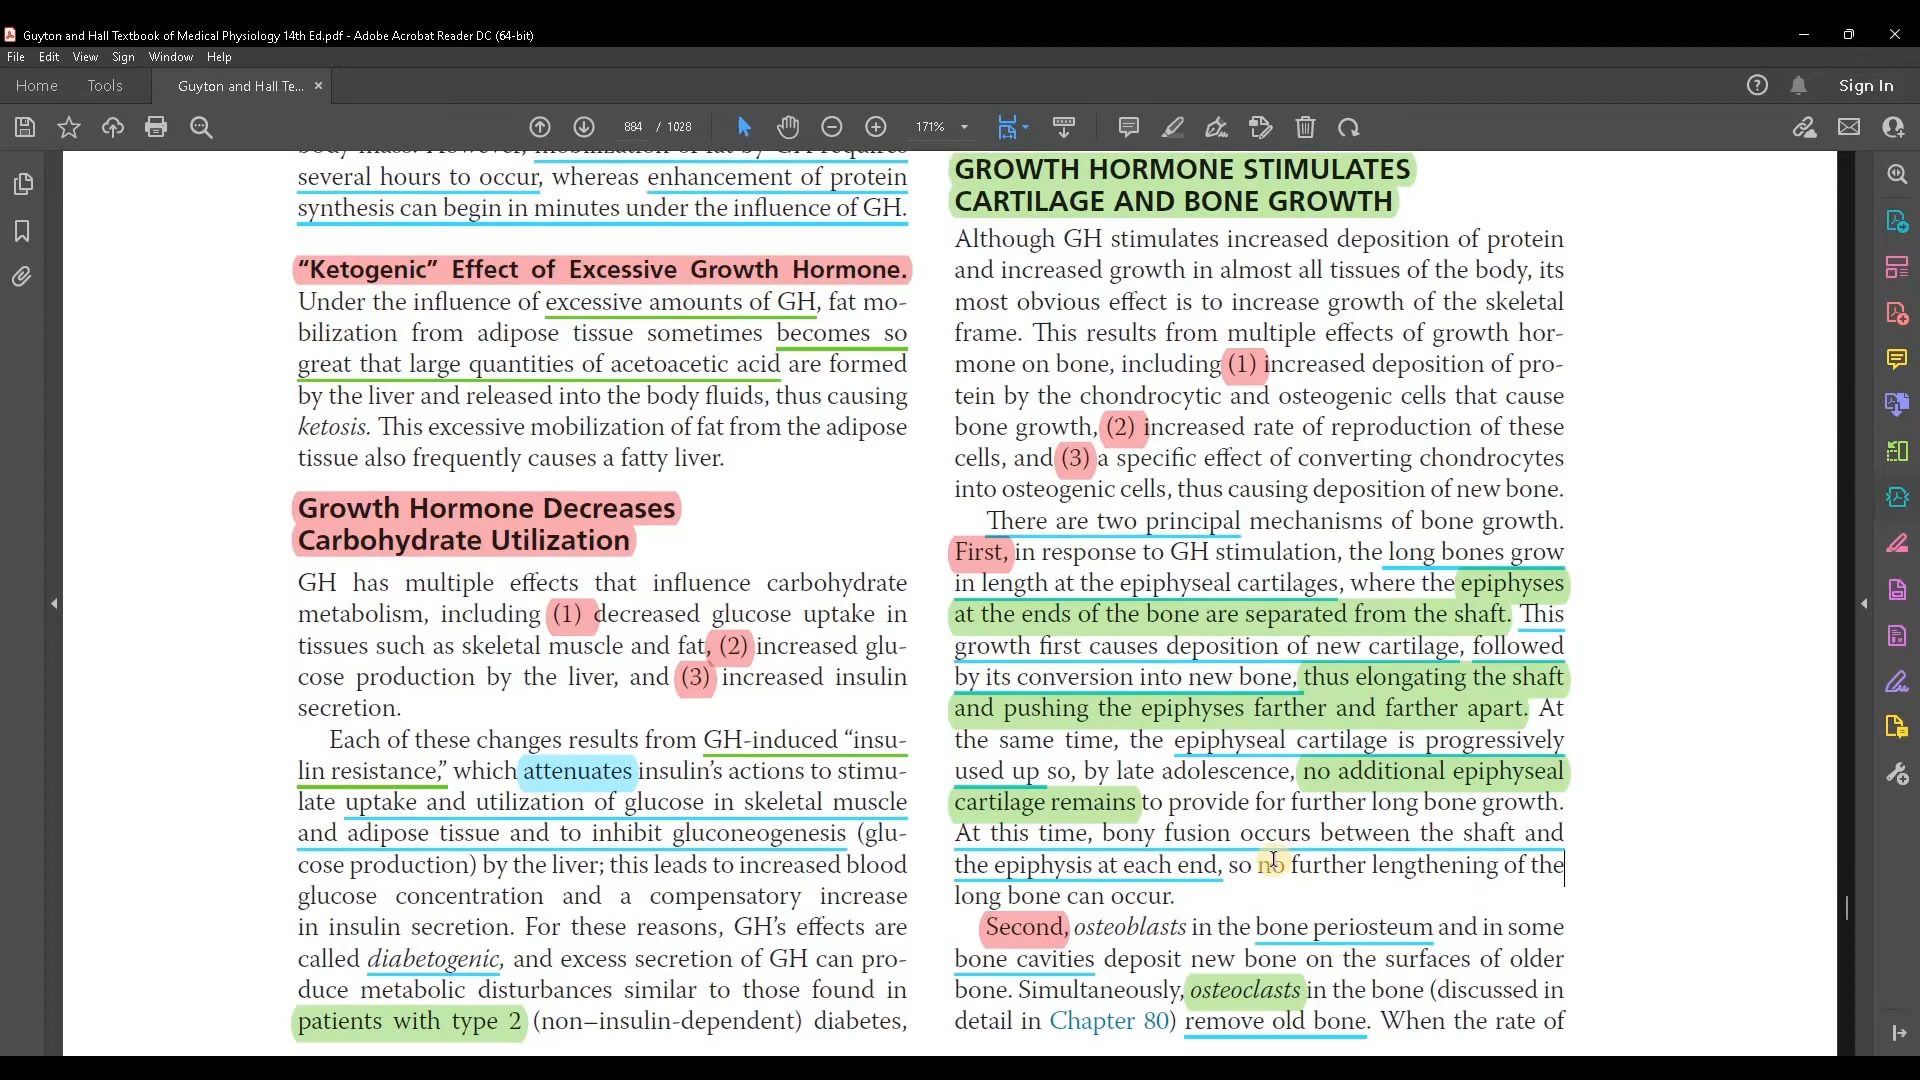 Guyton and Hall Textbook of Medical Physiology 14th Ed.pdf - Adobe Acrobat Reader DC (64-bit)
File Edit View Sign Window Help
Home Tools Guyton and Hall Te... × Sign In
884 / 1028 171%
several hours to occur, whereas enhancement of protein
synthesis can begin in minutes under the influence of GH.
“Ketogenic” Effect of Excessive Growth Hormone.
Under the influence of excessive amounts of GH, fat mo-
bilization from adipose tissue sometimes becomes so
great that large quantities of acetoacetic acid are formed
by the liver and released into the body fluids, thus causing
ketosis. This excessive mobilization of fat from the adipose
tissue also frequently causes a fatty liver.
Growth Hormone Decreases
Carbohydrate Utilization
GH has multiple effects that influence carbohydrate
metabolism, including (1) decreased glucose uptake in
tissues such as skeletal muscle and fat, (2) increased glu-
cose production by the liver, and (3) increased insulin
secretion.
Each of these changes results from GH-induced “insu-
lin resistance,” which attenuates insulin’s actions to stimu-
late uptake and utilization of glucose in skeletal muscle
and adipose tissue and to inhibit gluconeogenesis (glu-
cose production) by the liver; this leads to increased blood
glucose concentration and a compensatory increase
in insulin secretion. For these reasons, GH’s effects are
called diabetogenic, and excess secretion of GH can pro-
duce metabolic disturbances similar to those found in
patients with type 2 (non–insulin-dependent) diabetes,
GROWTH HORMONE STIMULATES
CARTILAGE AND BONE GROWTH
Although GH stimulates increased deposition of protein
and increased growth in almost all tissues of the body, its
most obvious effect is to increase growth of the skeletal
frame. This results from multiple effects of growth hor-
mone on bone, including (1) increased deposition of pro-
tein by the chondrocytic and osteogenic cells that cause
bone growth, (2) increased rate of reproduction of these
cells, and (3) a specific effect of converting chondrocytes
into osteogenic cells, thus causing deposition of new bone.
There are two principal mechanisms of bone growth.
First, in response to GH stimulation, the long bones grow
in length at the epiphyseal cartilages, where the epiphyses
at the ends of the bone are separated from the shaft. This
growth first causes deposition of new cartilage, followed
by its conversion into new bone, thus elongating the shaft
and pushing the epiphyses farther and farther apart. At
the same time, the epiphyseal cartilage is progressively
used up so, by late adolescence, no additional epiphyseal
cartilage remains to provide for further long bone growth.
At this time, bony fusion occurs between the shaft and
the epiphysis at each end, so no further lengthening of the
long bone can occur.
Second, osteoblasts in the bone periosteum and in some
bone cavities deposit new bone on the surfaces of older
bone. Simultaneously, osteoclasts in the bone (discussed in
detail in Chapter 80) remove old bone. When the rate of